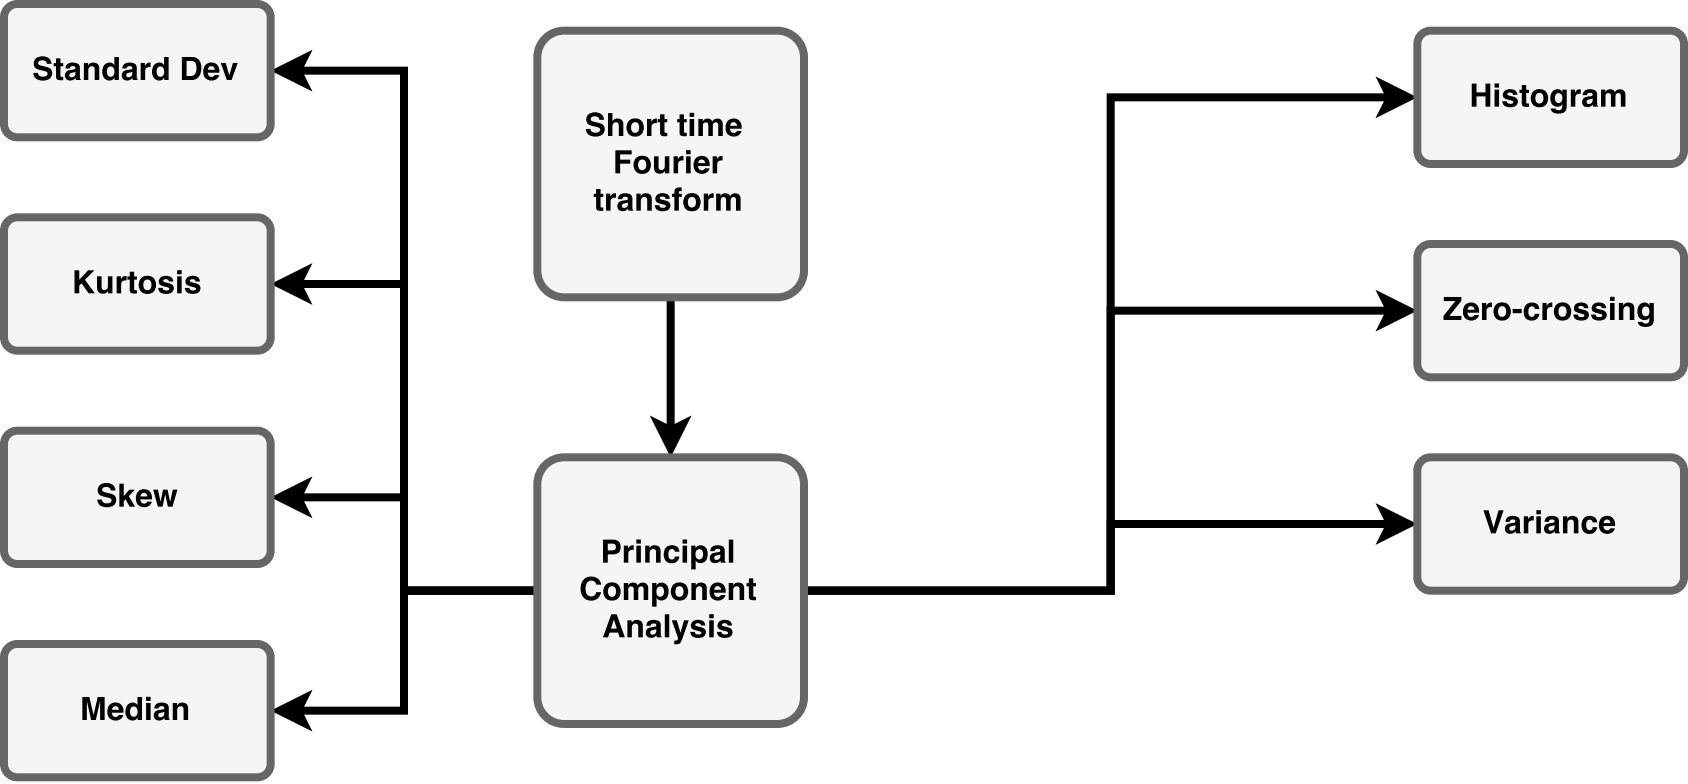 Standard Dev
Kurtosis
Skew
Median
Short time
Fourier
transform
Principal
Component
Analysis
Histogram
Zero-crossing
Variance